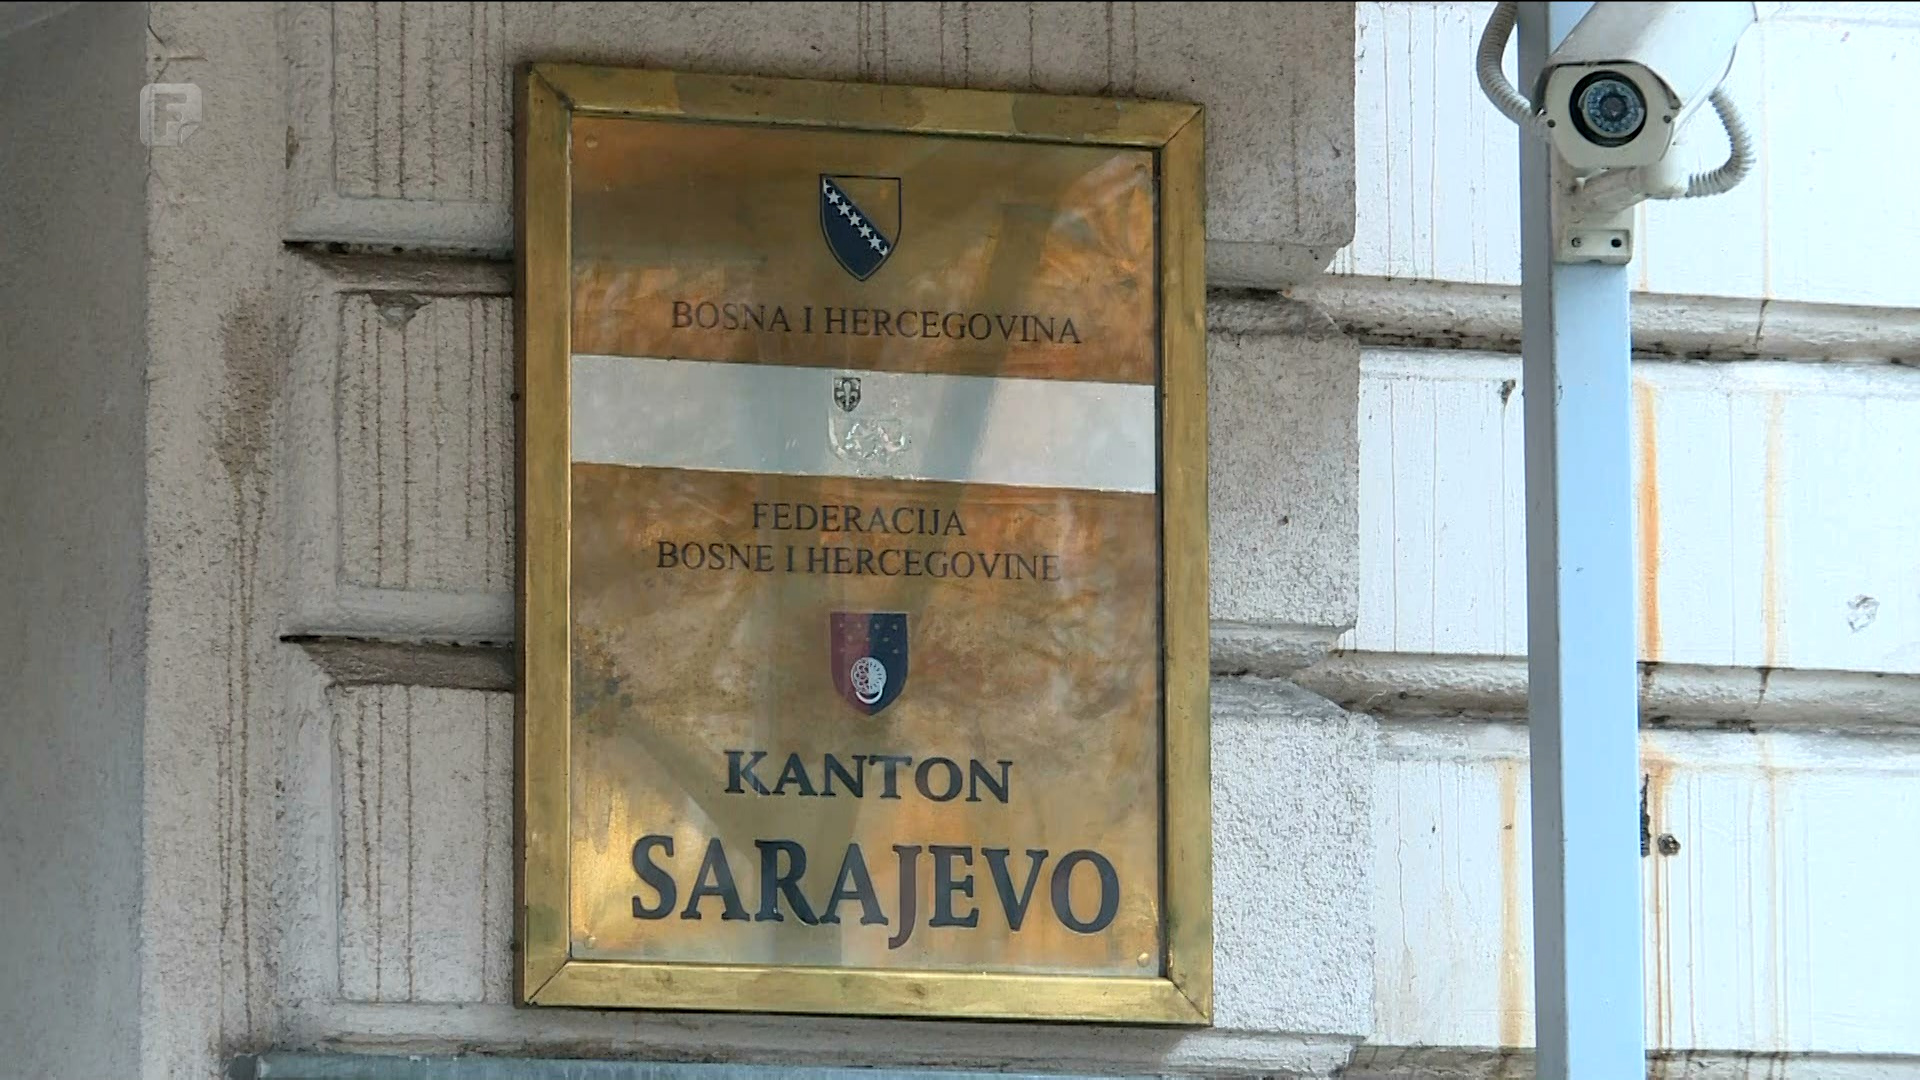 F
BOSNA I HERCEGOVINA
FEDERACIJA
BOSNE I HERCEGOVINE
KANTON
SARAJEVO